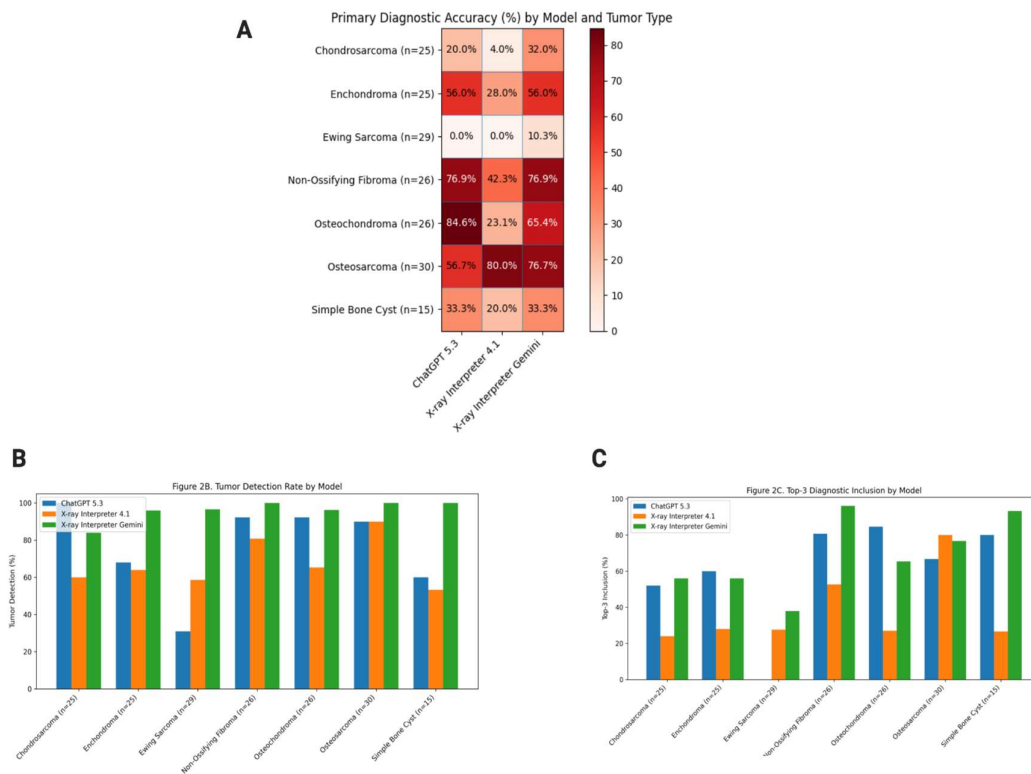 A
Primary Diagnostic Accuracy (%) by Model and Tumor Type
Chondrosarcoma (n=25) 20.0% 4.0% 32.0%
Enchondroma (n=25) 56.0% 28.0% 56.0%
Ewing Sarcoma (n=29) 0.0% 0.0% 10.3%
Non-Ossifying Fibroma (n=26) 76.9% 42.3% 76.9%
Osteochondroma (n=26) 84.6% 23.1% 65.4%
Osteosarcoma (n=30) 56.7% 80.0% 76.7%
Simple Bone Cyst (n=15) 33.3% 20.0% 33.3%
ChatGPT 5.3
X-ray Interpreter 4.1
X-ray Interpreter Gemini
80
70
60
50
40
30
20
10
0
B
Figure 2B. Tumor Detection Rate by Model
ChatGPT 5.3
X-ray Interpreter 4.1
X-ray Interpreter Gemini
Tumor Detection (%)
100
80
60
40
20
0
Chondrosarcoma (n=25)
Enchondroma (n=25)
Ewing Sarcoma (n=29)
Non-Ossifying Fibroma (n=26)
Osteochondroma (n=26)
Osteosarcoma (n=30)
Simple Bone Cyst (n=15)
C
Figure 2C. Top-3 Diagnostic Inclusion by Model
ChatGPT 5.3
X-ray Interpreter 4.1
X-ray Interpreter Gemini
Top-3 Inclusion (%)
100
80
60
40
20
0
Chondrosarcoma (n=25)
Enchondroma (n=25)
Ewing Sarcoma (n=29)
Non-Ossifying Fibroma (n=26)
Osteochondroma (n=26)
Osteosarcoma (n=30)
Simple Bone Cyst (n=15)